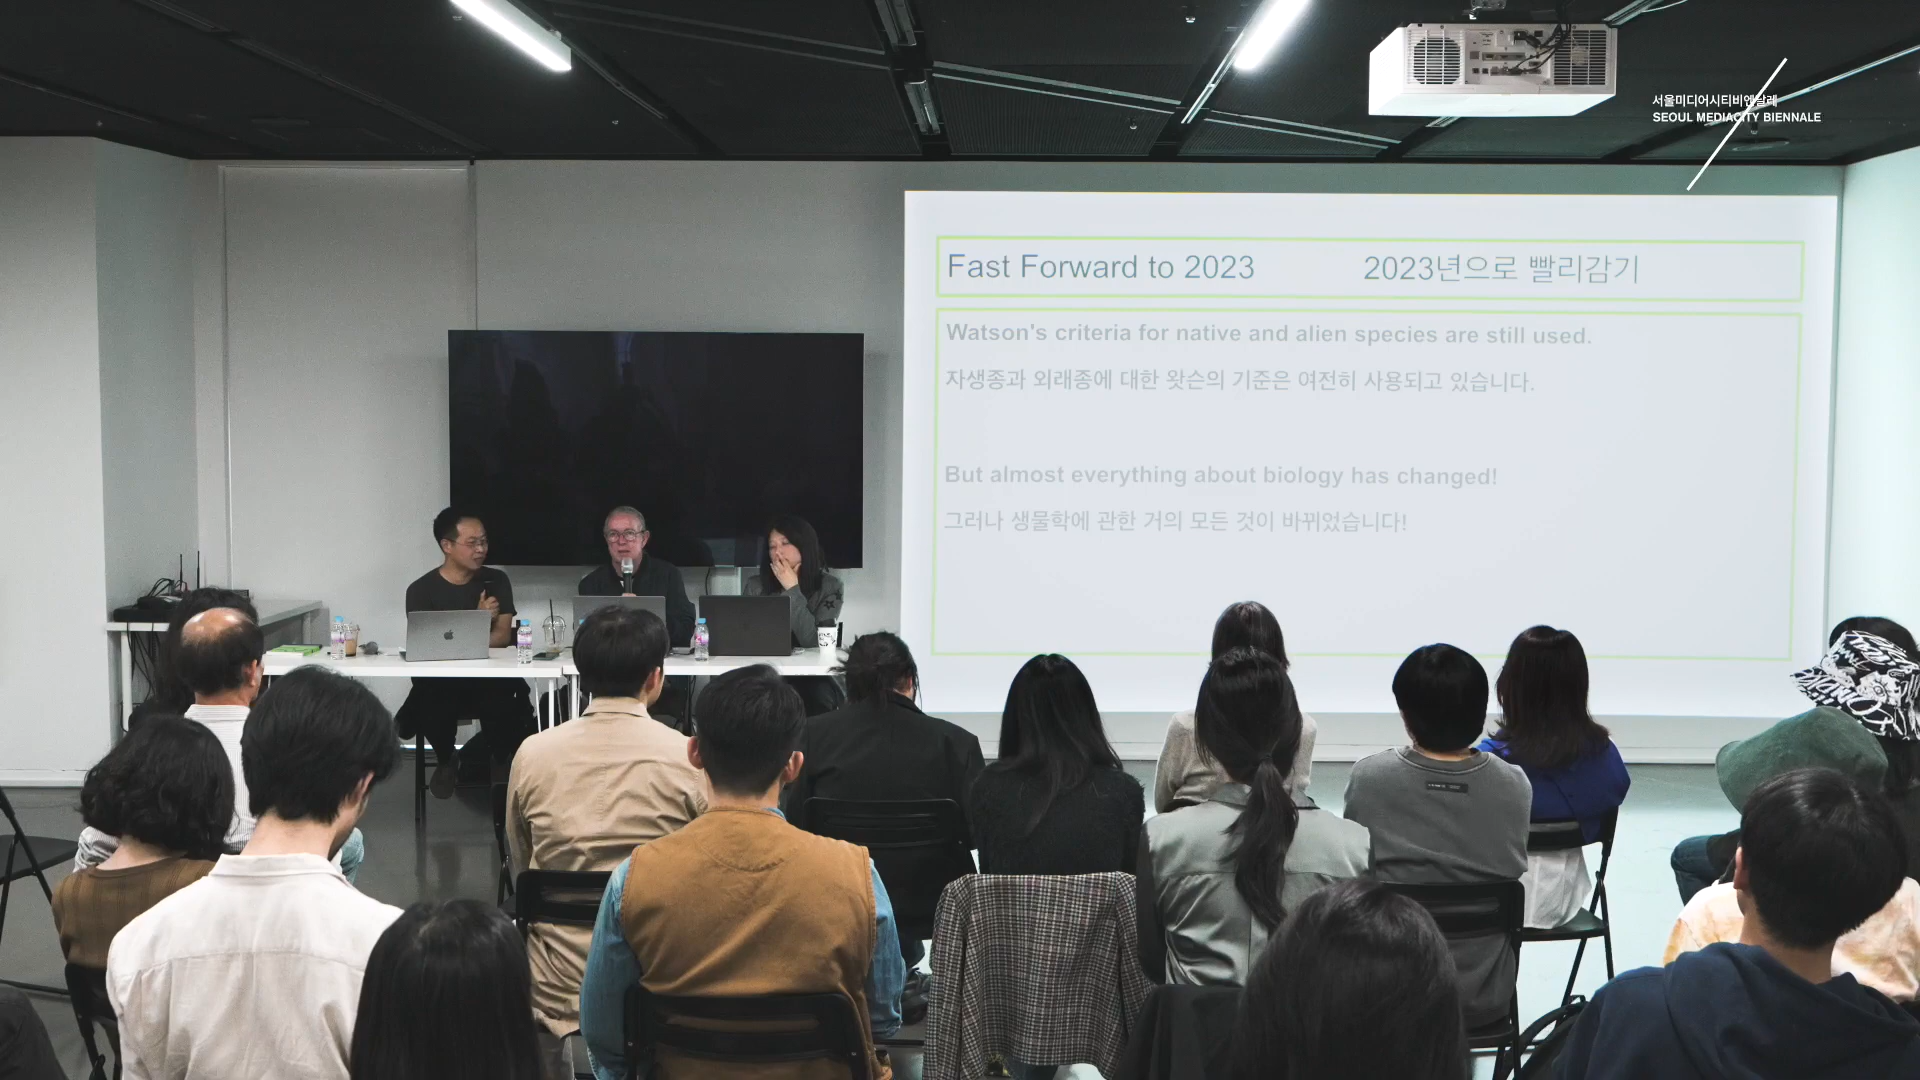 서울미디어시티비엔날레
SEOUL MEDIACITY BIENNALE
Fast Forward to 2023 2023년으로 빨리감기
Watson's criteria for native and alien species are still used.
자생종과 외래종에 대한 왓슨의 기준은 여전히 사용되고 있습니다.
But almost everything about biology has changed!
그러나 생물학에 관한 거의 모든 것이 바뀌었습니다!